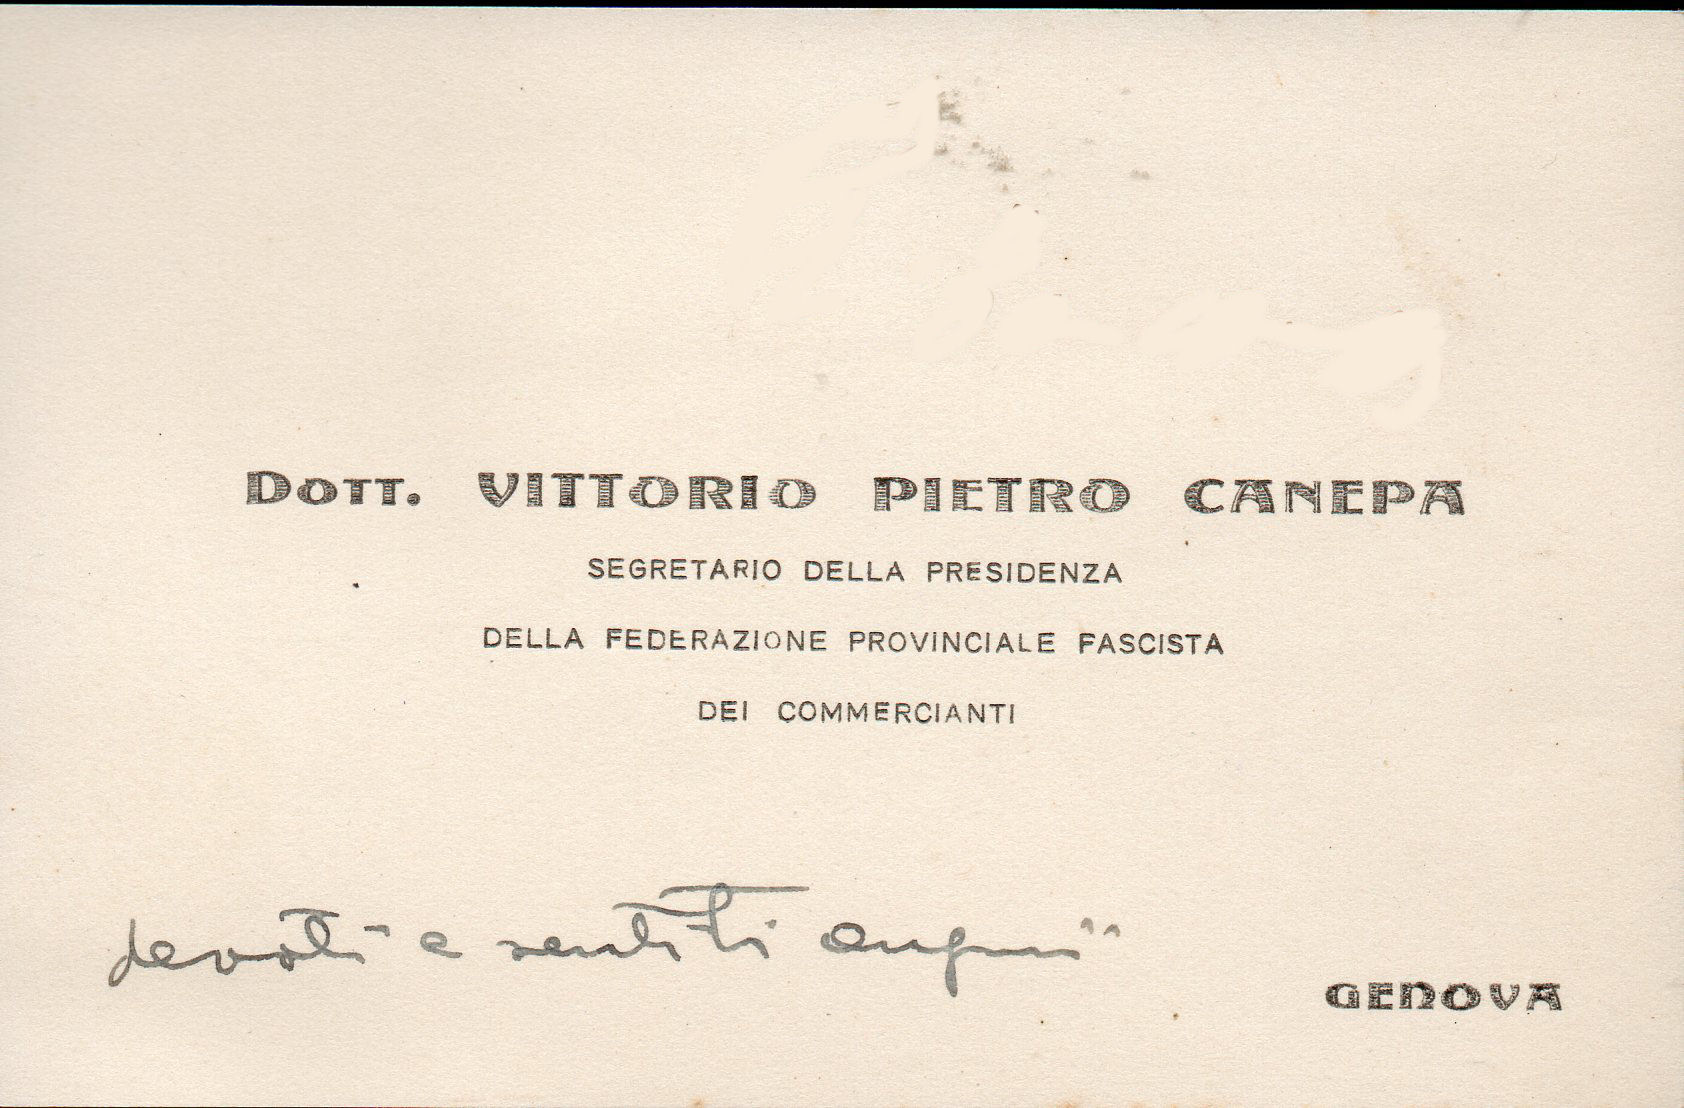 Dott. VITTORIO PIETRO CANEPA
SEGRETARIO DELLA PRESIDENZA
DELLA FEDERAZIONE PROVINCIALE FASCISTA
DEI COMMERCIANTI
devoti e sentiti auguri
GENOVA